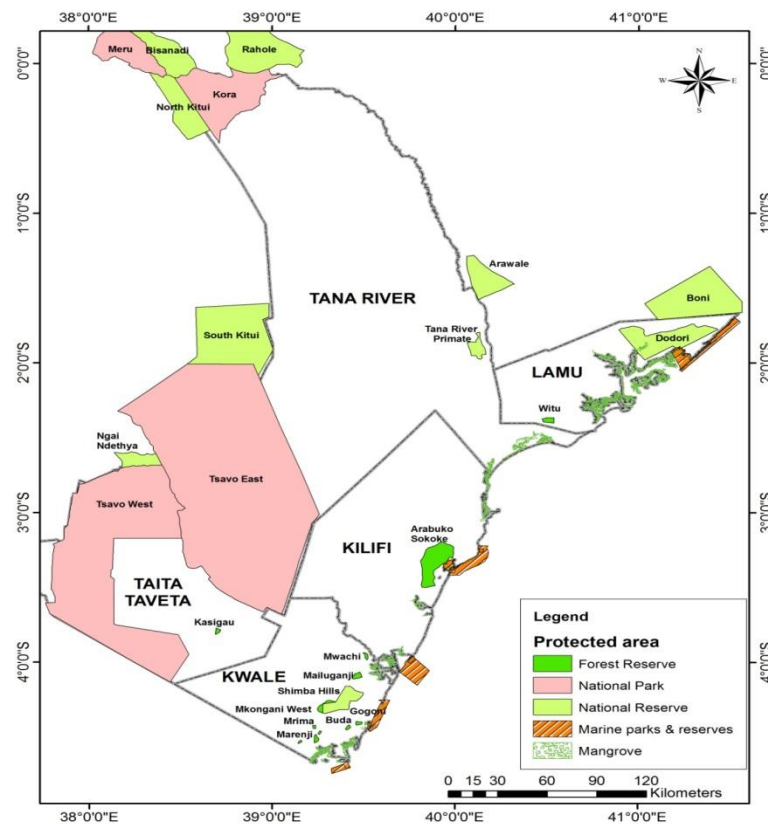 38°0'0"E
39°0'0"E
40°0'0"E
41°0'0"E
0°0'0"
1°0'0"S
2°0'0"S
3°0'0"S
4°0'0"S
0°0'0"
1°0'0"S
2°0'0"S
3°0'0"S
4°0'0"S
N
W
E
S
Meru
Bisanadi
Rahole
North Kitui
Kora
Arawale
TANA RIVER
Boni
South Kitui
Tana River
Primate
Dodori
LAMU
Witu
Ngai
Ndethya
Tsavo West
Tsavo East
Arabuko
Sokoke
KILIFI
TAITA
TAVETA
Kasigau
Mwachi
KWALE
Mailuganji
Shimba Hills
Mkongani West
Gogoni
Mrima
Buda
Marenji
Legend
Protected area
Forest Reserve
National Park
National Reserve
Marine parks & reserves
Mangrove
0 15 30 60 90 120
Kilometers
38°0'0"E
39°0'0"E
40°0'0"E
41°0'0"E